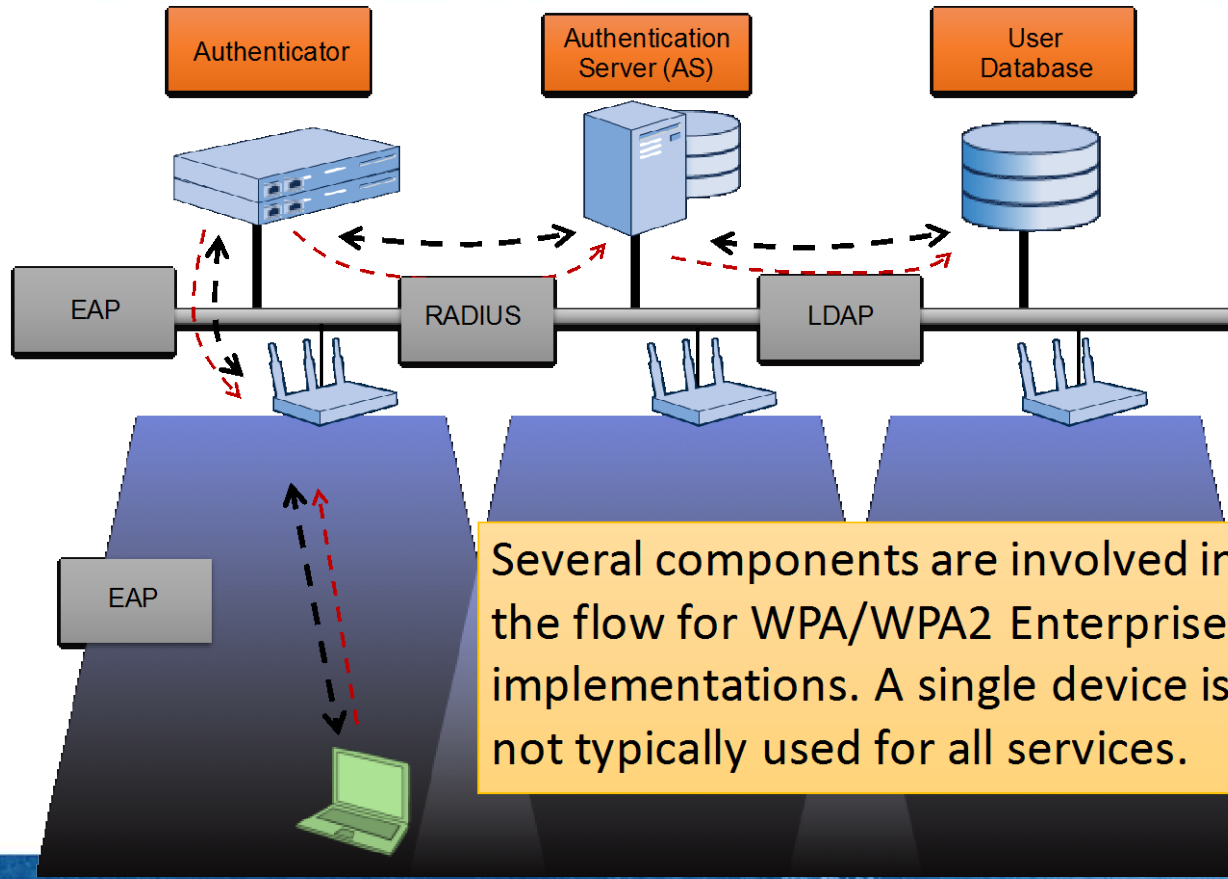 Authenticator
Authentication
Server (AS)
User
Database
EAP
RADIUS
LDAP
EAP
Several components are involved in
the flow for WPA/WPA2 Enterprise
implementations. A single device is
not typically used for all services.